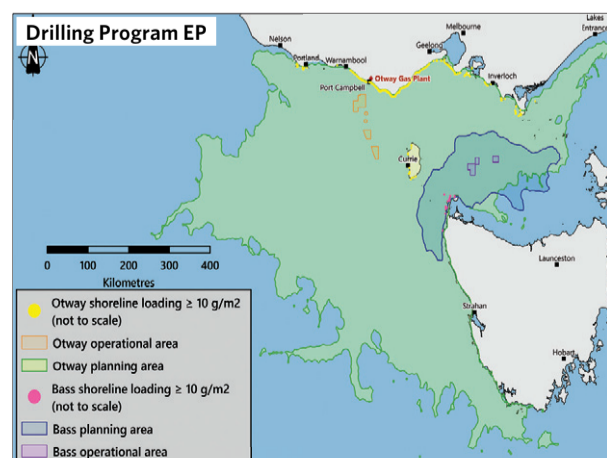 Drilling Program EP
N
Nelson
Portland
Warnambool
Port Campbell
Otway Gas Plant
Geelong
Melbourne
Inverloch
Lakes
Entrance
Currie
Launceston
Strahan
Hobart
0 100 200 300 400
Kilometres
Otway shoreline loading ≥ 10 g/m2
(not to scale)
Otway operational area
Otway planning area
Bass shoreline loading ≥ 10 g/m2
(not to scale)
Bass planning area
Bass operational area